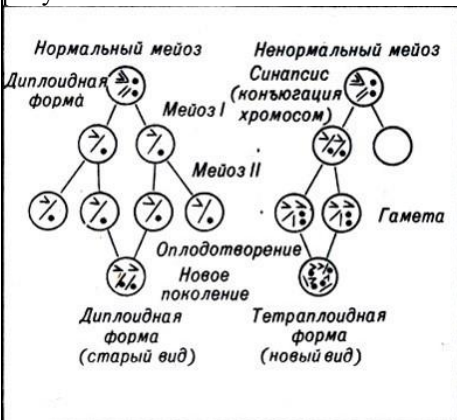 Нормальный мейоз
Ненормальный мейоз
Диплоидная
форма
Синапсис
(конъюгация
хромосом)
Мейоз I
Мейоз II
Гамета
Оплодотворение
Новое
поколение
Диплоидная
форма
(старый вид)
Тетраплоидная
форма
(новый вид)